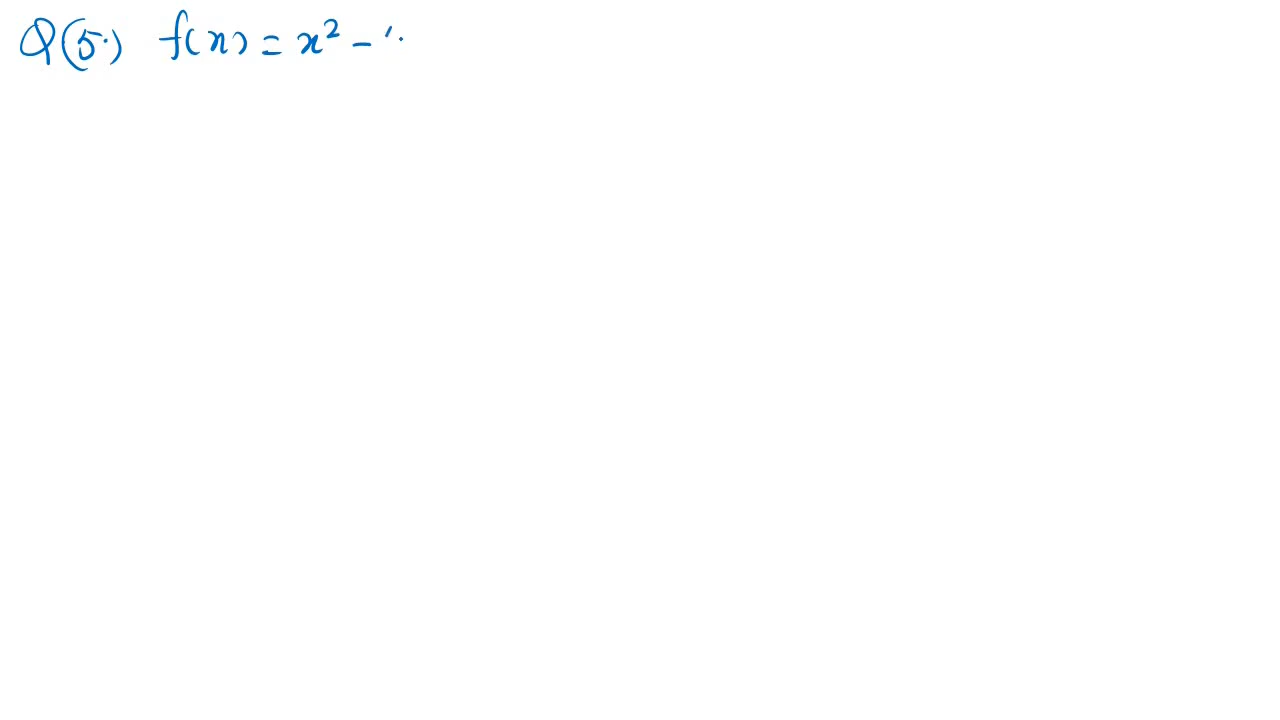 Q(5.) f(x) = x² -